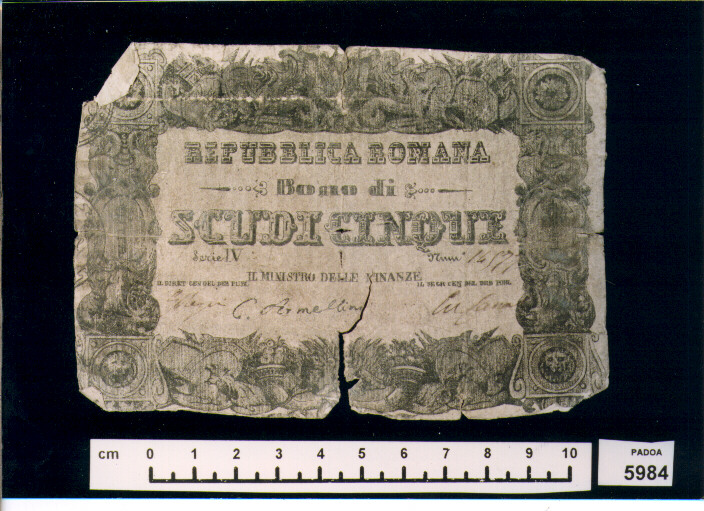 REPUBBLICA ROMANA
Buono di
SCUDI CINQUE
Serie IV Num.
IL MINISTRO DELLE FINANZE
C. Armellini
cm 0 1 2 3 4 5 6 7 8 9 10
PADOA
5984